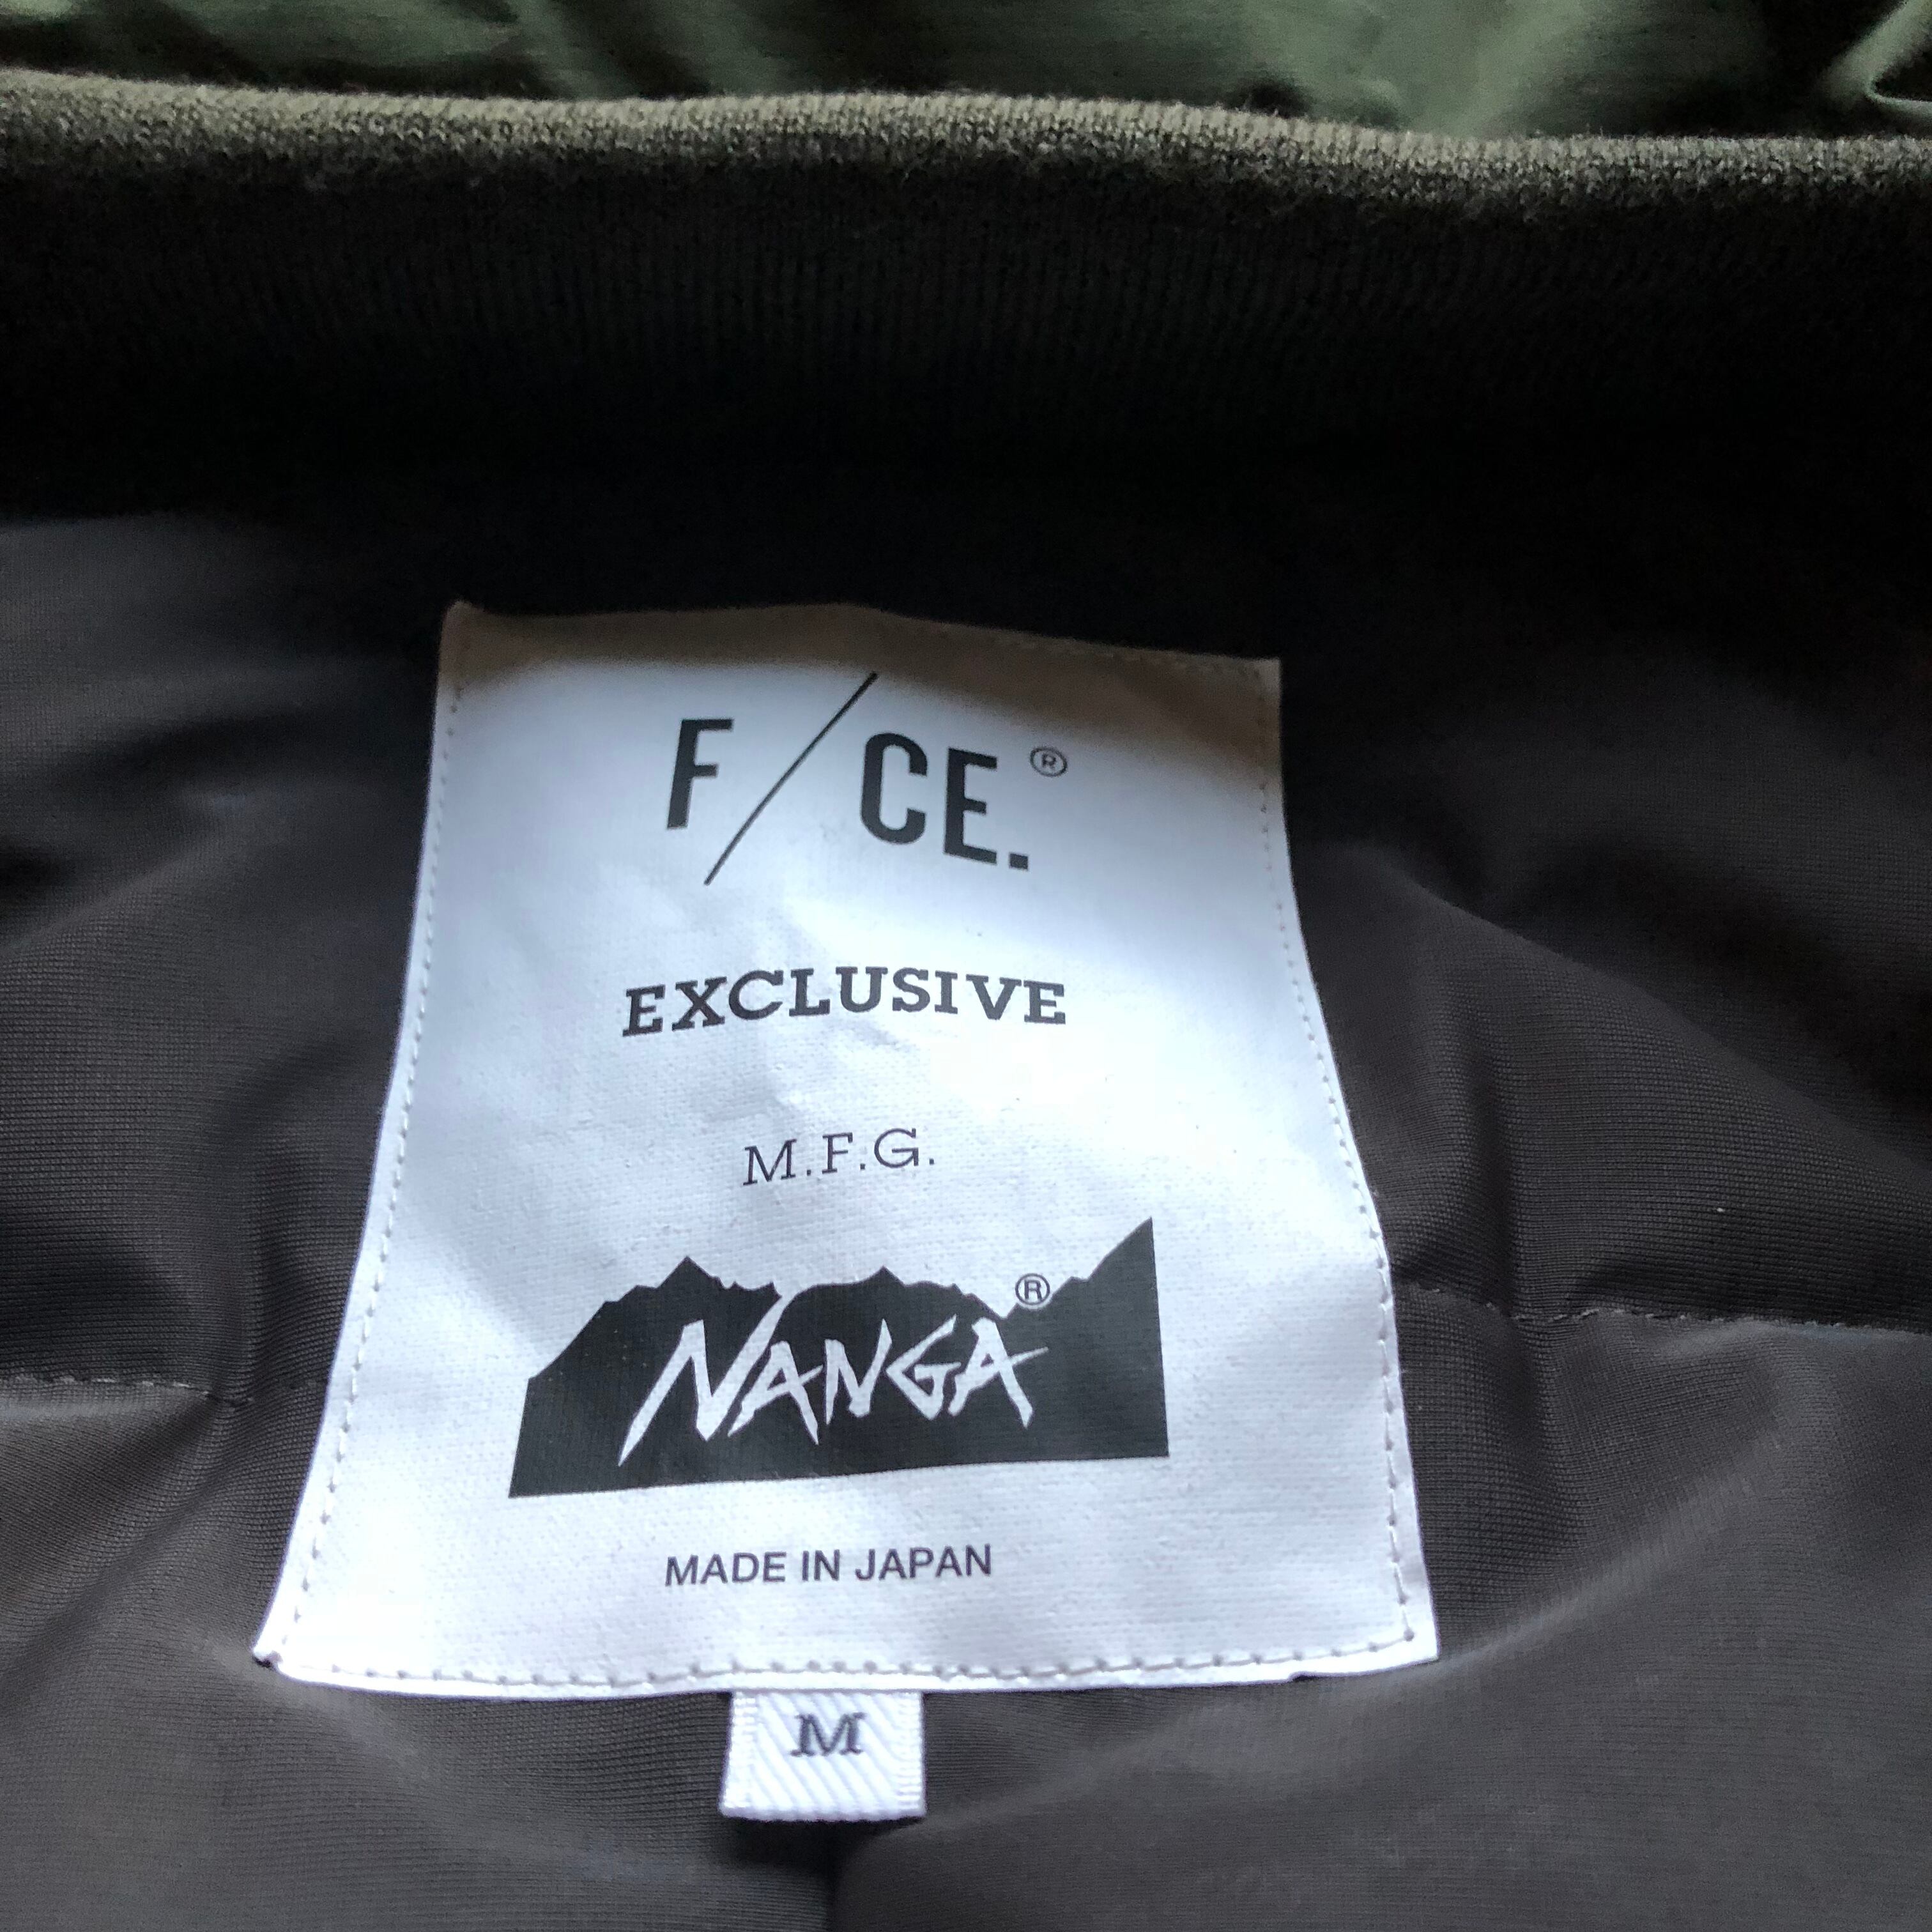 F/CE.®
EXCLUSIVE
M.F.G.
NANGA®
MADE IN JAPAN
M